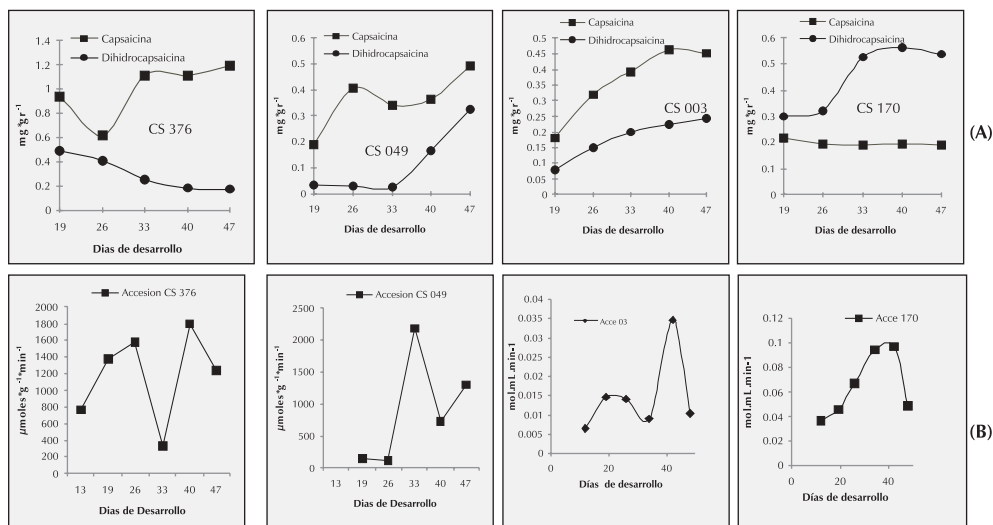 Capsaicina
Dihidrocapsaicina
1.4
1.2
1
0.8
0.6
0.4
0.2
0
mg*gr-1
CS 376
19 26 33 40 47
Dias de desarrollo
Capsaicina
Dihidrocapsaicina
0.6
0.5
0.4
0.3
0.2
0.1
0
mg*gr-1
CS 049
19 26 33 40 47
Dias de desarrollo
Capsaicina
Dihidrocapsaicina
0.5
0.45
0.4
0.35
0.3
0.25
0.2
0.15
0.1
0.05
0
mg*gr-1
CS 003
19 26 33 40 47
Dias de desarrollo
Capsaicina
Dihidrocapsaicina
0.6
0.5
0.4
0.3
0.2
0.1
0
mg*gr-1
CS 170
19 26 33 40 47
Dias de desarrollo
(A)
Accesion CS 376
2000
1800
1600
1400
1200
1000
800
600
400
200
0
µmoles*g-1*min-1
13 19 26 33 40 47
Dias de Desarrollo
Accesion CS 049
2500
2000
1500
1000
5000
0
µmoles*g-1*min-1
13 19 26 33 40 47
Dias de Desarrollo
Acce 03
0.04
0.035
0.03
0.025
0.02
0.015
0.01
0.005
0
mol.mL.min-1
0 20 40
Días de desarrollo
Acce 170
0.12
0.1
0.08
0.06
0.04
0.02
0
mol.mL.min-1
0 20 40
Días de desarrollo
(B)